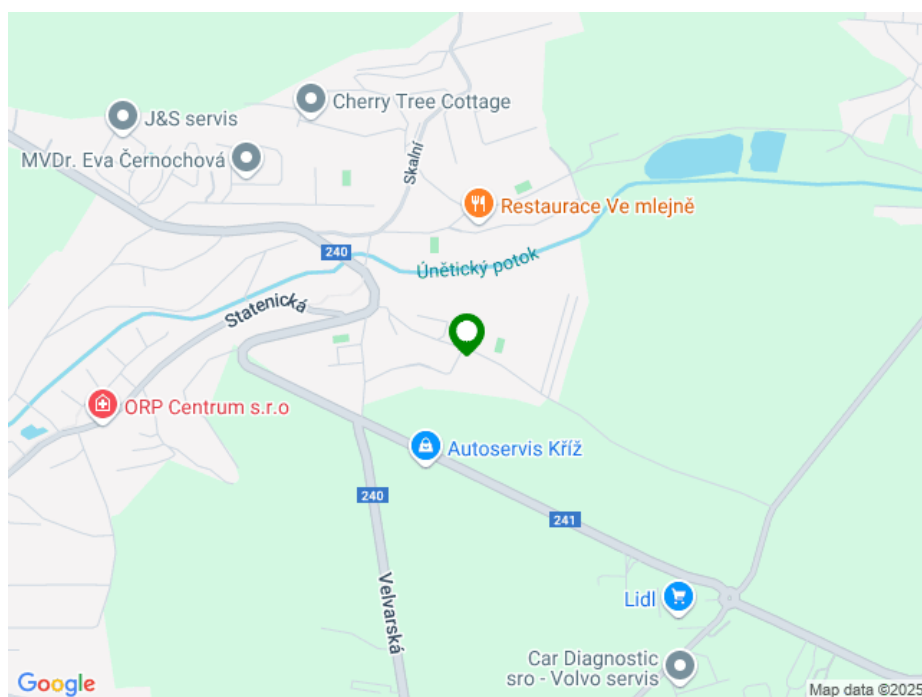 J&S servis
Cherry Tree Cottage
MVDr. Eva Černochová
Skalní
Restaurace Ve mlejně
240
Únětický potok
Statenická
ORP Centrum s.r.o
Autoservis Kříž
240
241
Velvarská
Lidl
Car Diagnostic
sro - Volvo servis
Google
Map data ©2025